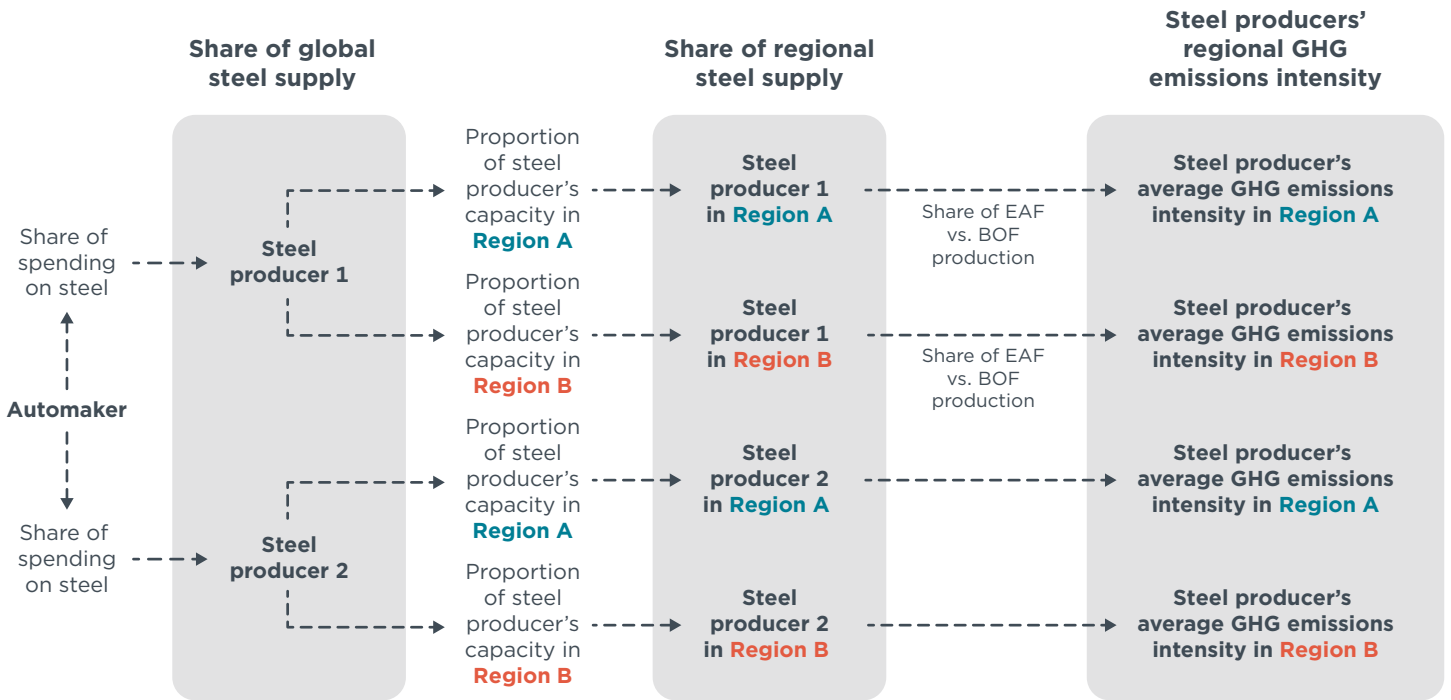 Share of global
steel supply
Share of regional
steel supply
Steel producers’
regional GHG
emissions intensity
Automaker
Share of
spending
on steel
Steel
producer 1
Proportion
of steel
producer’s
capacity in
Region A
Steel
producer 1
in Region A
Share of EAF
vs. BOF
production
Steel producer’s
average GHG emissions
intensity in Region A
Proportion
of steel
producer’s
capacity in
Region B
Steel
producer 1
in Region B
Share of EAF
vs. BOF
production
Steel producer’s
average GHG emissions
intensity in Region B
Share of
spending
on steel
Steel
producer 2
Proportion
of steel
producer’s
capacity in
Region A
Steel
producer 2
in Region A
Steel producer’s
average GHG emissions
intensity in Region A
Proportion
of steel
producer’s
capacity in
Region B
Steel
producer 2
in Region B
Steel producer’s
average GHG emissions
intensity in Region B